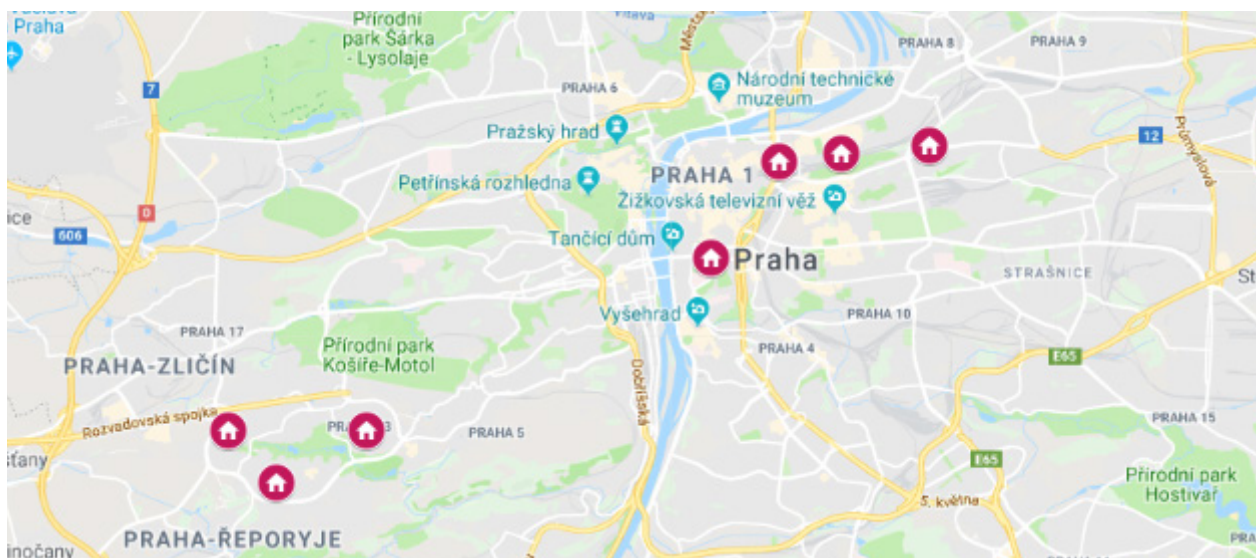 Praha
Přírodní
park Šárka
- Lysolaje
Vltava
PRAHA 8
PRAHA 9
7
PRAHA 6
Národní technické
muzeum
Pražský hrad
12
Průmyslová
Petřínská rozhledna
PRAHA 1
Žižkovská televizní věž
0
606
Tančící dům
Praha
STRAŠNICE
St
Vyšehrad
PRAHA 10
PRAHA 17
Přírodní park
Košíře-Motol
PRAHA 4
E65
PRAHA-ZLIČÍN
Dobříšská
Rozvadovská spojka
PRAHA 5
PRAHA 15
E65
Přírodní park
Hostivař
5. května
PRAHA-ŘEPORYJE